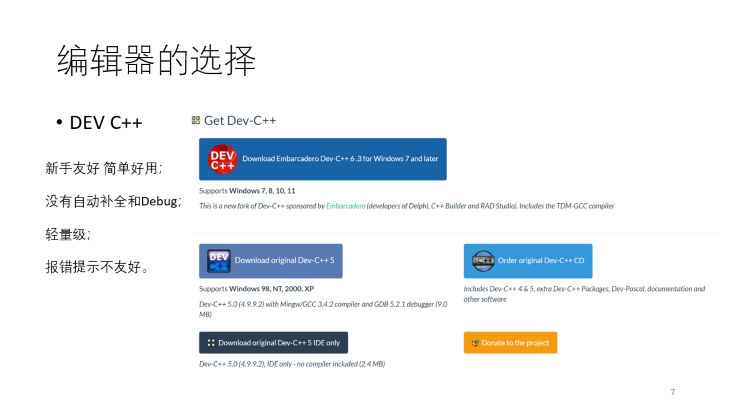 编辑器的选择
• DEV C++
新手友好 简单好用；
没有自动补全和Debug；
轻量级；
报错提示不友好。
Get Dev-C++
DEV
C++
Download Embarcadero Dev-C++ 6.3 for Windows 7 and later
Supports Windows 7, 8, 10, 11
This is a new fork of Dev-C++ sponsored by Embarcadero (developers of Delphi, C++ Builder and RAD Studio). Includes the TDM-GCC compiler
DEV
Download original Dev-C++ 5
Supports Windows 98, NT, 2000, XP
Dev-C++ 5.0 (4.9.9.2) with Mingw/GCC 3.4.2 compiler and GDB 5.2.1 debugger (9.0
MB)
Download original Dev-C++ 5 IDE only
Dev-C++ 5.0 (4.9.9.2), IDE only - no compiler included (2.4 MB)
Order original Dev-C++ CD
Includes Dev-C++ 4 & 5, extra Dev-C++ Packages, Dev-Pascal, documentation and
other software
Donate to the project
7